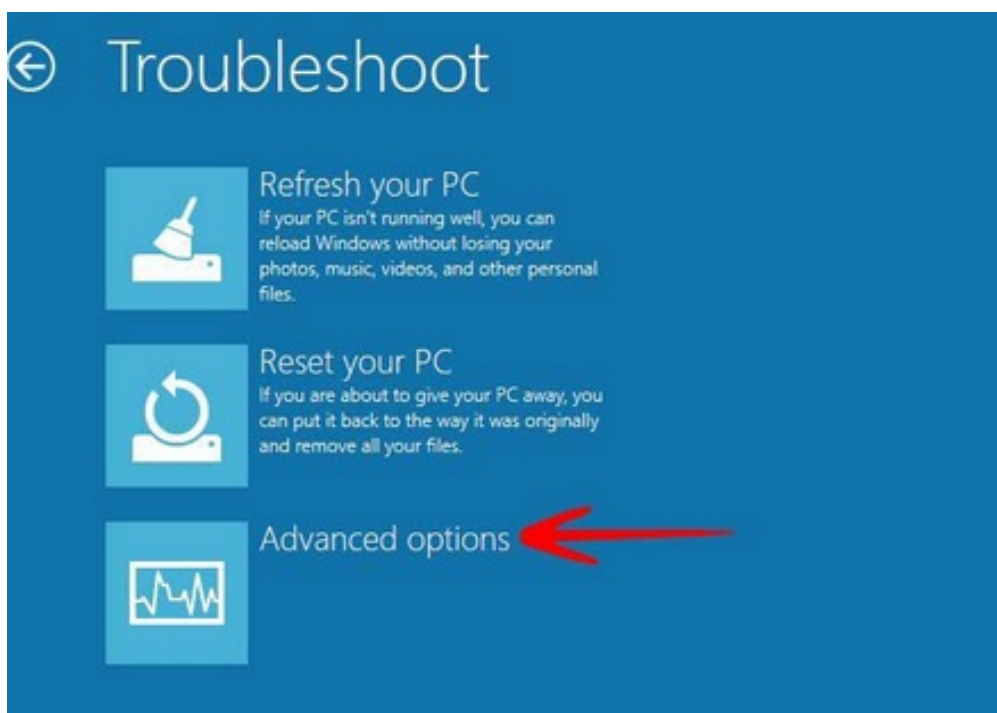 Troubleshoot
Refresh your PC
If your PC isn't running well, you can
reload Windows without losing your
photos, music, videos, and other personal
files.
Reset your PC
If you are about to give your PC away, you
can put it back to the way it was originally
and remove all your files.
Advanced options